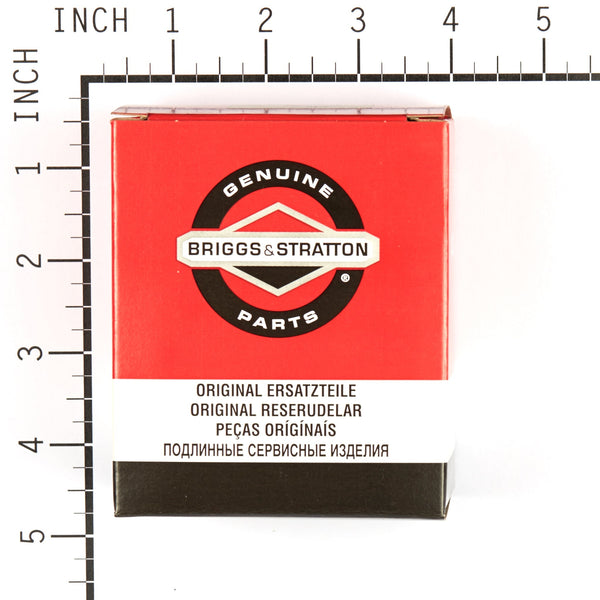 INCH 1 2 3 4 5
INCH
1
2
3
4
5
GENUINE
BRIGGS & STRATTON
®
PARTS
ORIGINAL ERSATZTEILE
ORIGINAL RESERUDELAR
PEÇAS ORÍGÍNAÍS
ПОДЛИННЫЕ СЕРВИСНЫЕ ИЗДЕЛИЯ